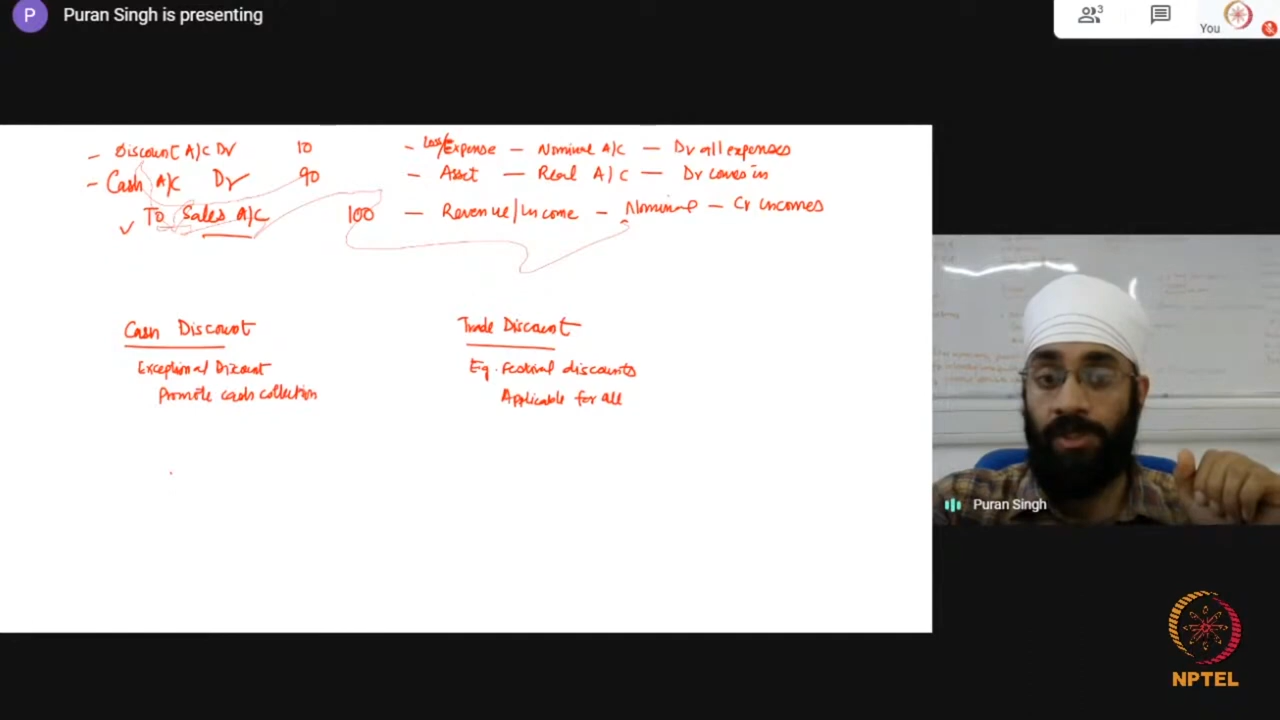 P Puran Singh is presenting
3
You
- Discount A/C Dr 10 - Loss/Expense - Nominal A/C - Dr all expenses
- Cash A/C Dr 90 - Asset - Real A/C - Dr comes in
✓ To Sales A/C 100 - Revenue/Income - Nominal - Cr incomes
Cash Discount
Exceptional Discount
Promote cash collection
Trade Discount
Eg. Festival discounts
Applicable for all
Puran Singh
NPTEL